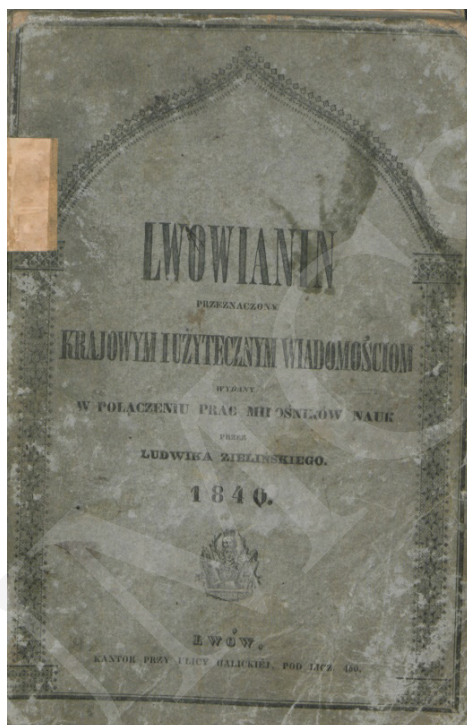 LWOWIANIN
PRZEZNACZONY
KRAJOWYM I UŻYTECZNYM WIADOMOŚCIOM
WYDANY
W POŁĄCZENIU PRAC MIŁOŚNIKÓW NAUK
PRZEZ
LUDWIKA ZIELIŃSKIEGO.
1840.
LWÓW,
KANTOR PRZY ULICY HALICKIÉJ, POD LICZ.